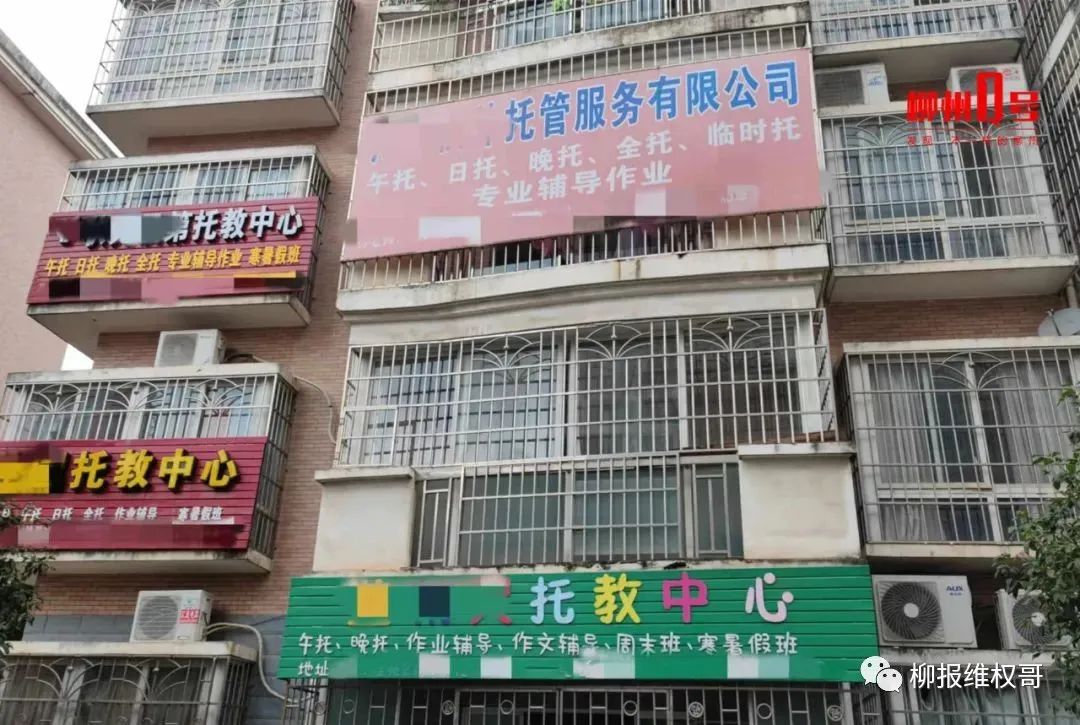 托管服务有限公司
午托、日托、晚托、全托、临时托
专业辅导作业
第托教中心
午托 日托 晚托 全托 专业辅导作业 寒暑假班
托教中心
午托 日托 全托 作业辅导 寒暑假班
托教中心
午托、晚托、作业辅导、作文辅导、周末班、寒暑假班
地址
柳州1号
AUX
柳报维权哥